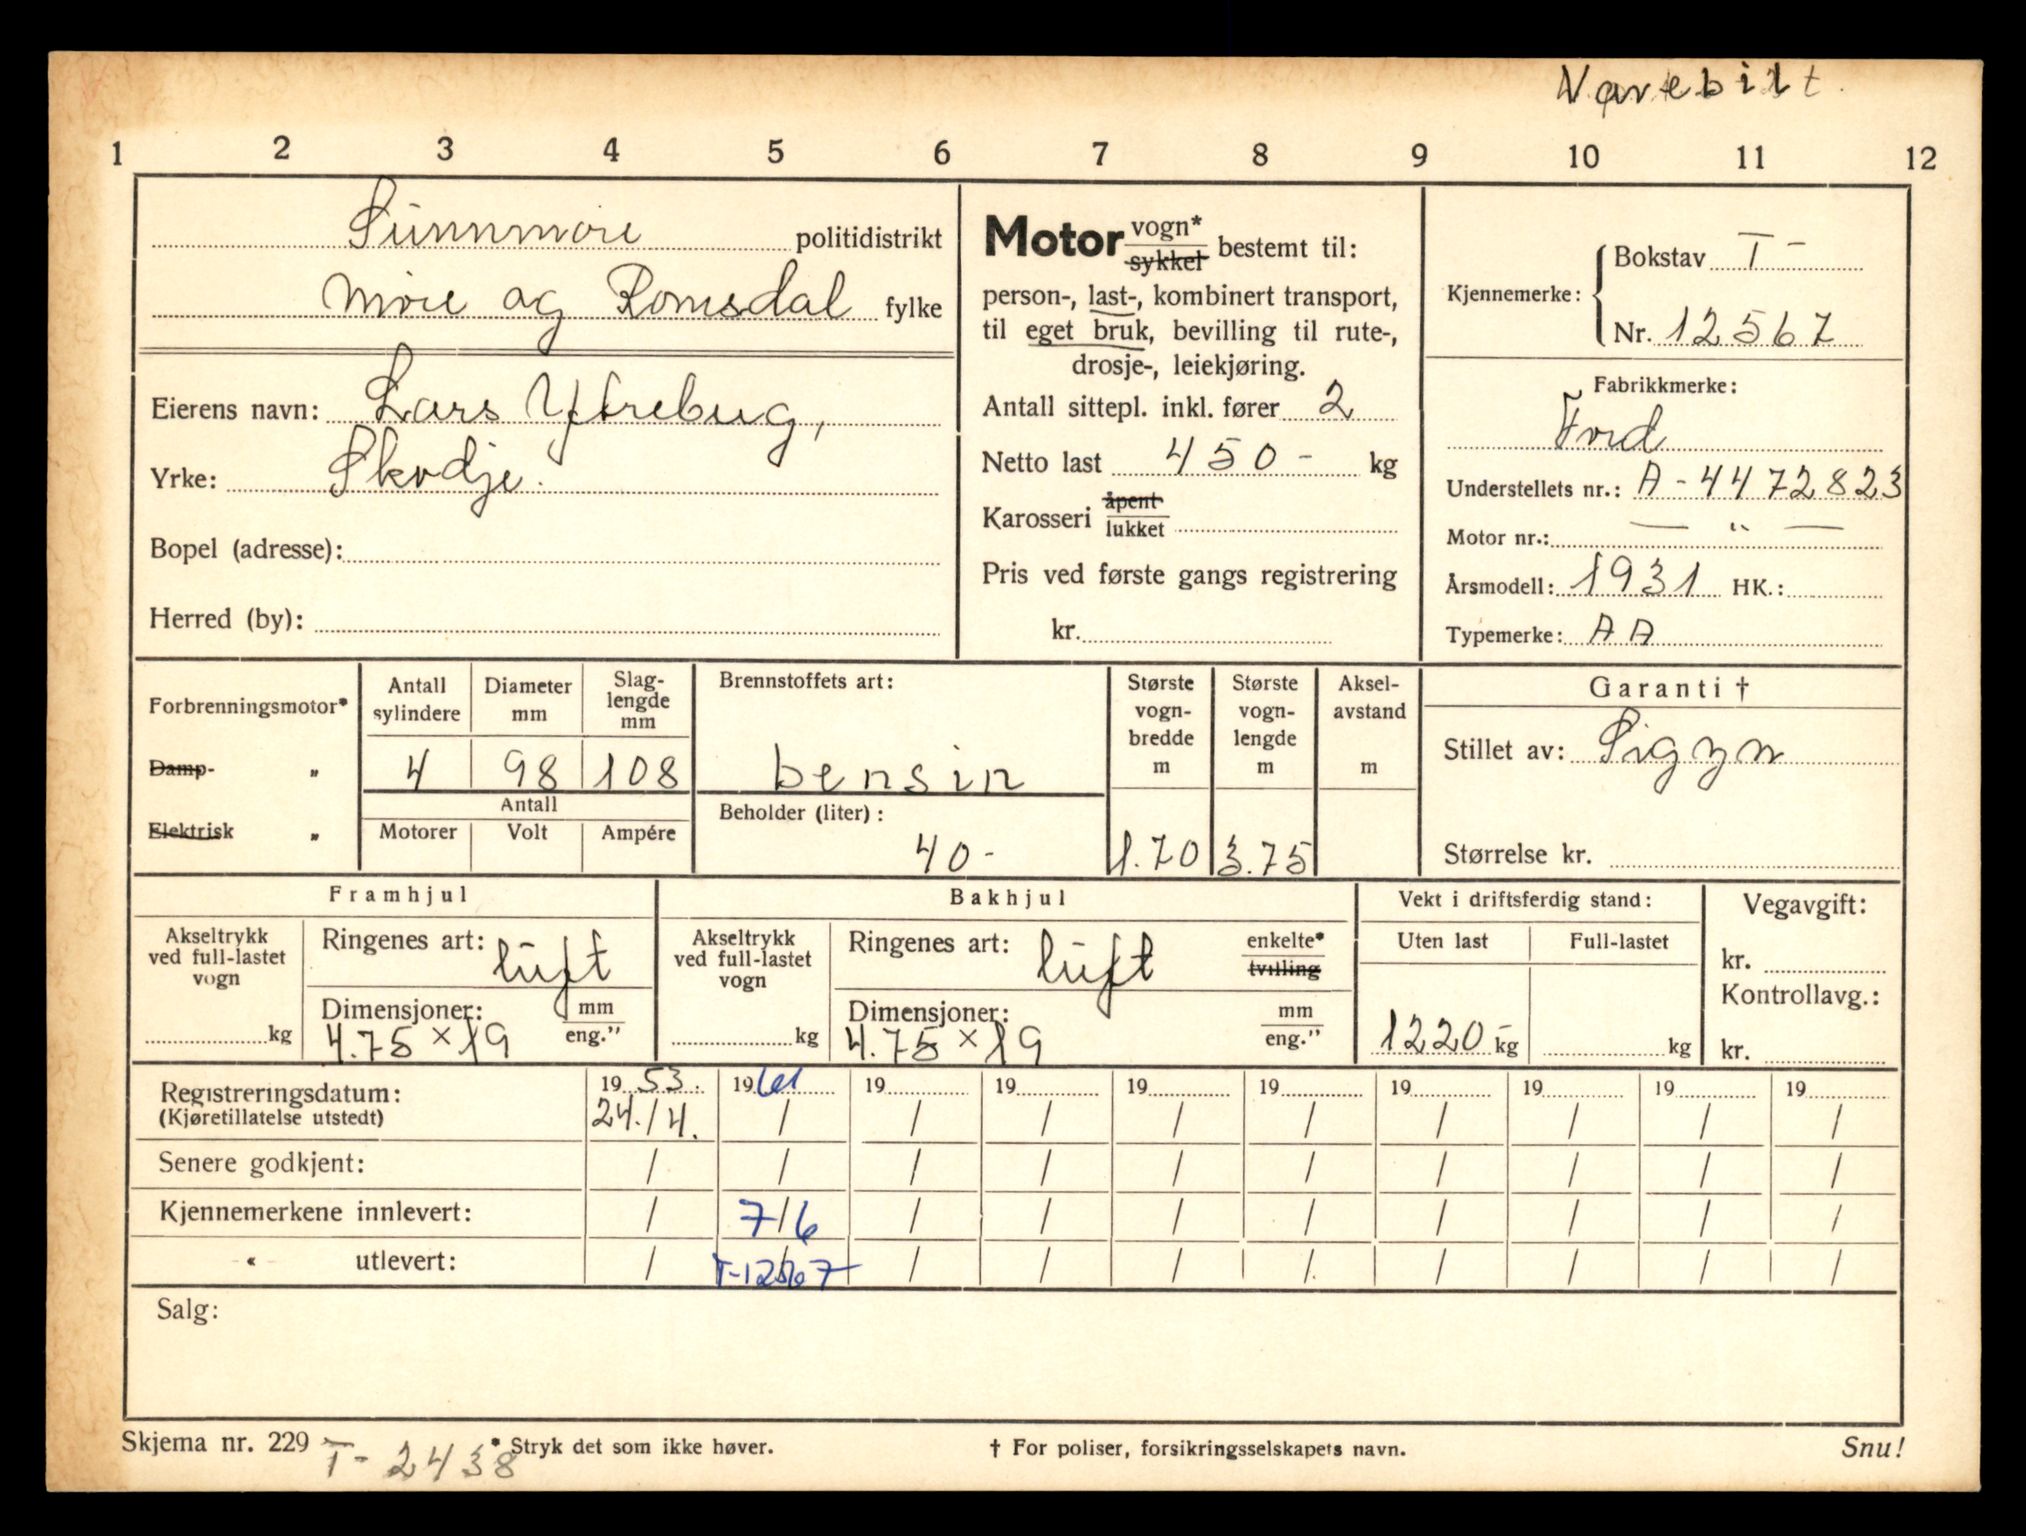 Varebil t.
1 2 3 4 5 6 7 8 9 10 11 12
Sunnmøre politidistrikt
Møre og Romsdal fylke
Eierens navn: Lars Ytrebug,
Yrke: Skodje.
Bopel (adresse):
Herred (by):
Motor vogn* / sykkel bestemt til:
person-, last-, kombinert transport,
til eget bruk, bevilling til rute-,
drosje-, leiekjøring.
Antall sittepl. inkl. fører 2
Netto last 450- kg
Karosseri åpent / lukket
Pris ved første gangs registrering
kr.
Kjennemerke: Bokstav T-
Nr. 12567
Fabrikkmerke:
Ford
Understellets nr.: A-4472823
Motor nr.: — " —
Årsmodell: 1931 HK.:
Typemerke: AA
Forbrenningsmotor*
Damp- "
Elektrisk "
Antall sylindere
Diameter mm
Slag-lengde mm
4 98 108
Antall
Motorer Volt Ampére
Brennstoffets art:
bensin
Beholder (liter):
40-
Største vogn-bredde m
1.70
Største vogn-lengde m
3.75
Aksel-avstand m
Garanti †
Stillet av: Sigyn
Størrelse kr.
Framhjul
Akseltrykk
ved full-lastet
vogn
kg
Ringenes art: luft
Dimensjoner: mm / eng."
4.75 x 19
Bakhjul
Akseltrykk
ved full-lastet
vogn
kg
Ringenes art: luft enkelte* / tvilling
Dimensjoner: mm / eng."
4.75 x 19
Vekt i driftsferdig stand:
Uten last Full-lastet
1220- kg kg
Vegavgift:
kr.
Kontrollavg.:
kr.
Registreringsdatum: 19 53. 19 61 19 19 19 19 19 19 19 19
(Kjøretillatelse utstedt) 24./4. / / / / / / / / /
Senere godkjent: / / / / / / / / / /
Kjennemerkene innlevert: / 7/6 / / / / / / / /
« utlevert: / T-12567 / / / / / / / /
Salg:
Skjema nr. 229 * Stryk det som ikke høver. † For poliser, forsikringsselskapets navn. Snu!
T-2438